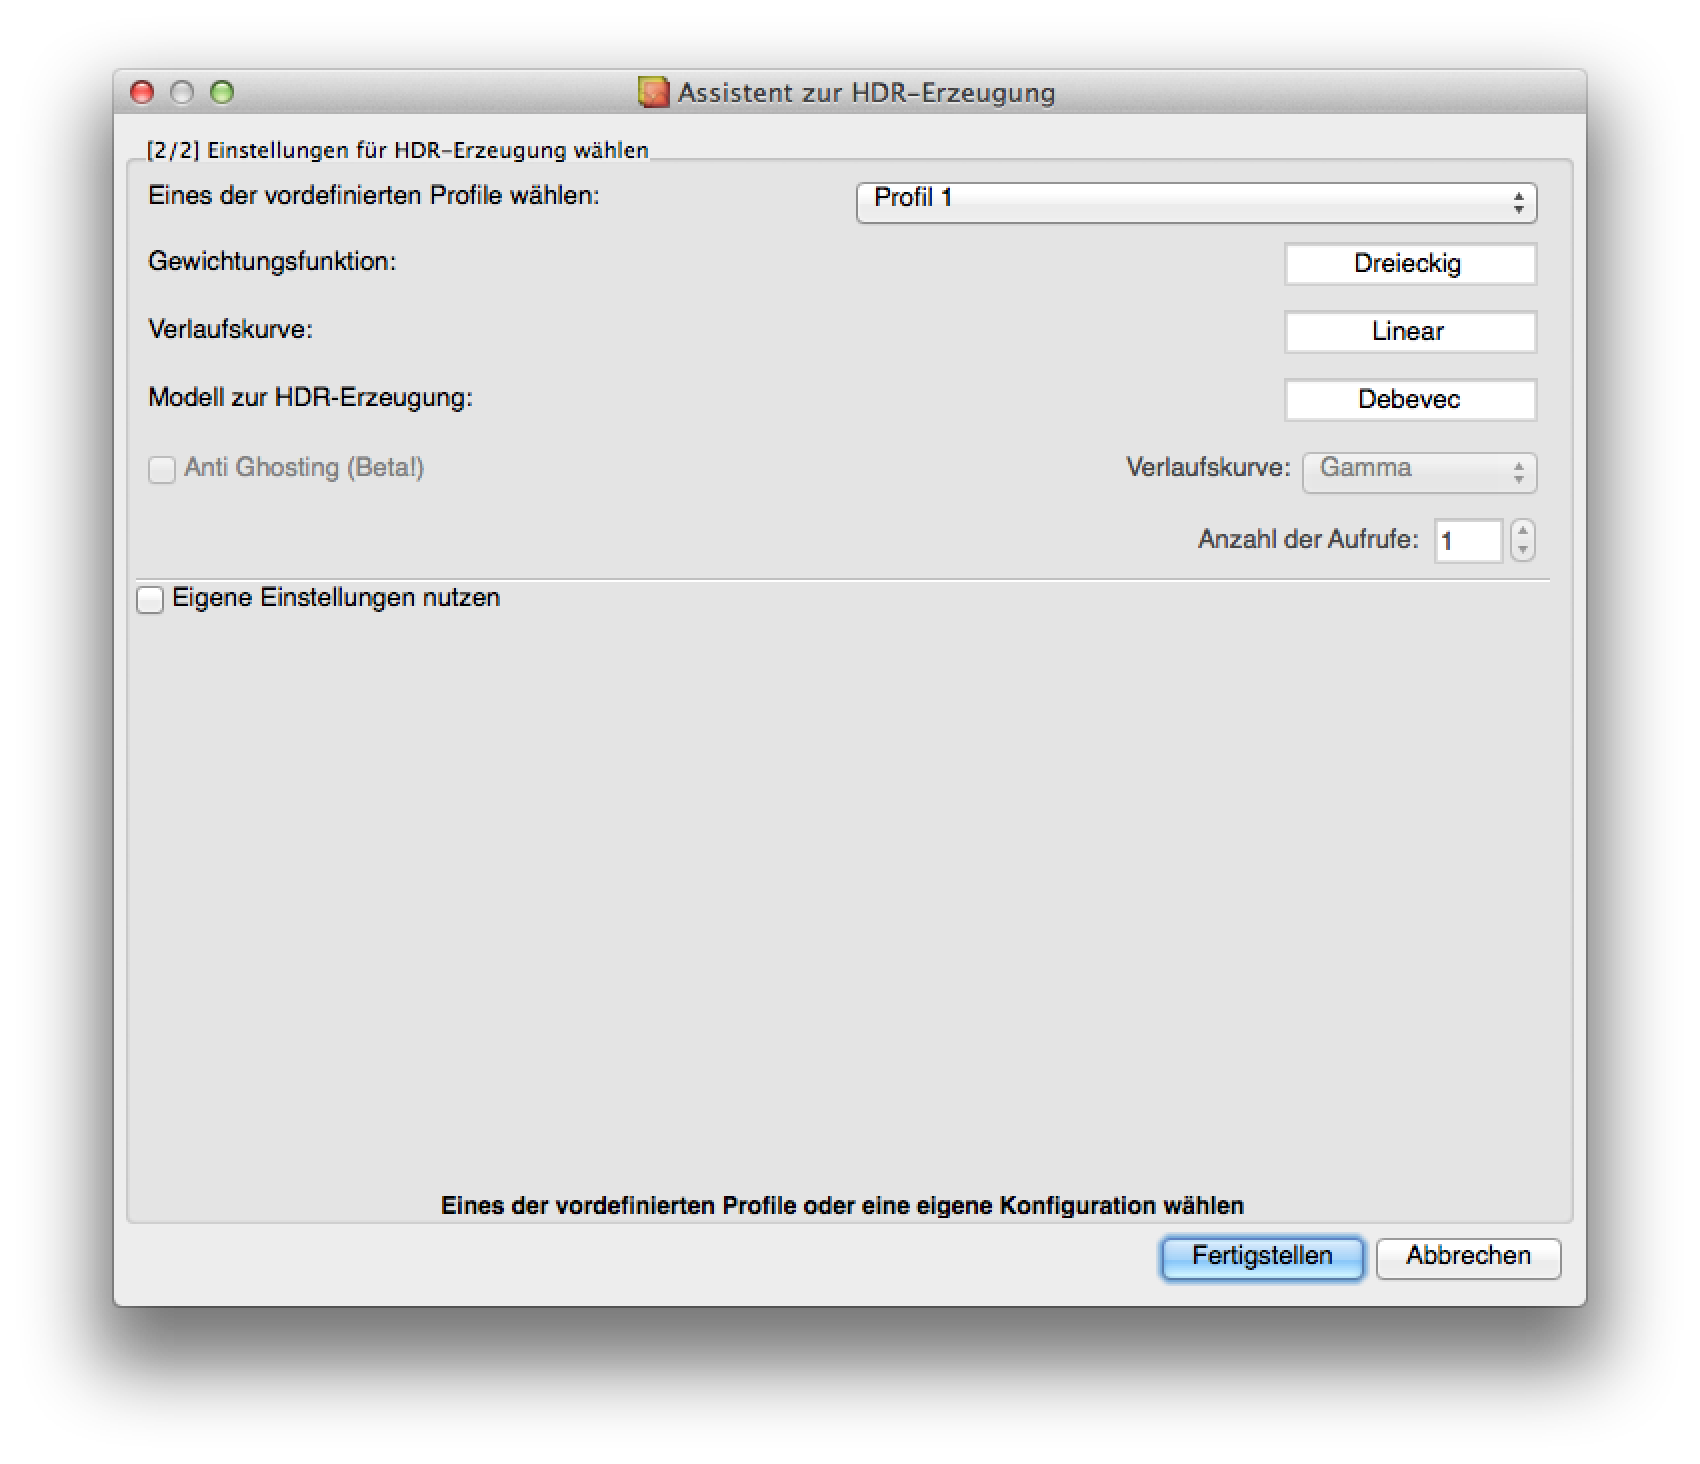 Assistent zur HDR-Erzeugung
[2/2] Einstellungen für HDR-Erzeugung wählen
Eines der vordefinierten Profile wählen: Profil 1
Gewichtungsfunktion: Dreieckig
Verlaufskurve: Linear
Modell zur HDR-Erzeugung: Debevec
Anti Ghosting (Beta!) Verlaufskurve: Gamma
Anzahl der Aufrufe: 1
Eigene Einstellungen nutzen
Eines der vordefinierten Profile oder eine eigene Konfiguration wählen
Fertigstellen Abbrechen